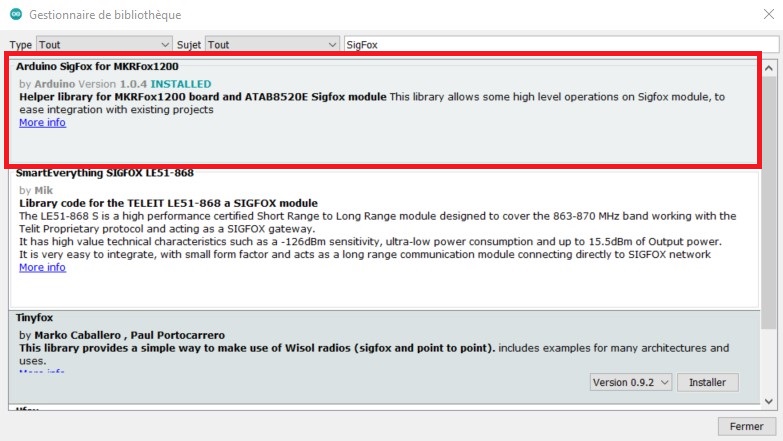 Gestionnaire de bibliothèque
Type Tout Sujet Tout SigFox
Arduino SigFox for MKRFox1200
by Arduino Version 1.0.4 INSTALLED
Helper library for MKRFox1200 board and ATAB8520E Sigfox module This library allows some high level operations on Sigfox module, to
ease integration with existing projects
More info
SmartEverything SIGFOX LE51-868
by Mik
Library code for the TELEIT LE51-868 a SIGFOX module
The LE51-868 S is a high performance certified Short Range to Long Range module designed to cover the 863-870 MHz band working with the
Telit Proprietary protocol and acting as a SIGFOX gateway.
It has high value technical characteristics such as a -126dBm sensitivity, ultra-low power consumption and up to 15.5dBm of Output power.
It is very easy to integrate, with small form factor and acts as a long range communication module connecting directly to SIGFOX network
More info
Tinyfox
by Marko Caballero , Paul Portocarrero
This library provides a simple way to make use of Wisol radios (sigfox and point to point). includes examples for many architectures and
uses.
More info
Version 0.9.2 Installer
Fermer